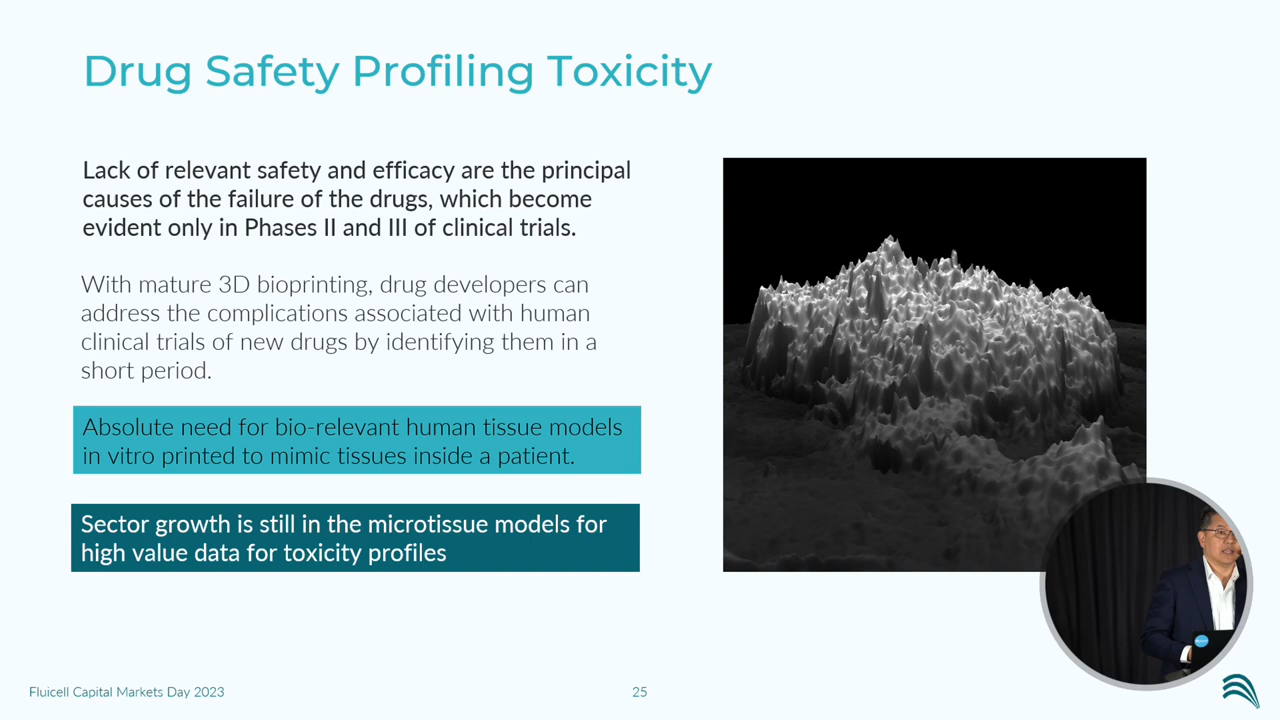 Drug Safety Profiling Toxicity
Lack of relevant safety and efficacy are the principal
causes of the failure of the drugs, which become
evident only in Phases II and III of clinical trials.
With mature 3D bioprinting, drug developers can
address the complications associated with human
clinical trials of new drugs by identifying them in a
short period.
Absolute need for bio-relevant human tissue models
in vitro printed to mimic tissues inside a patient.
Sector growth is still in the microtissue models for
high value data for toxicity profiles
Fluicell Capital Markets Day 2023
25